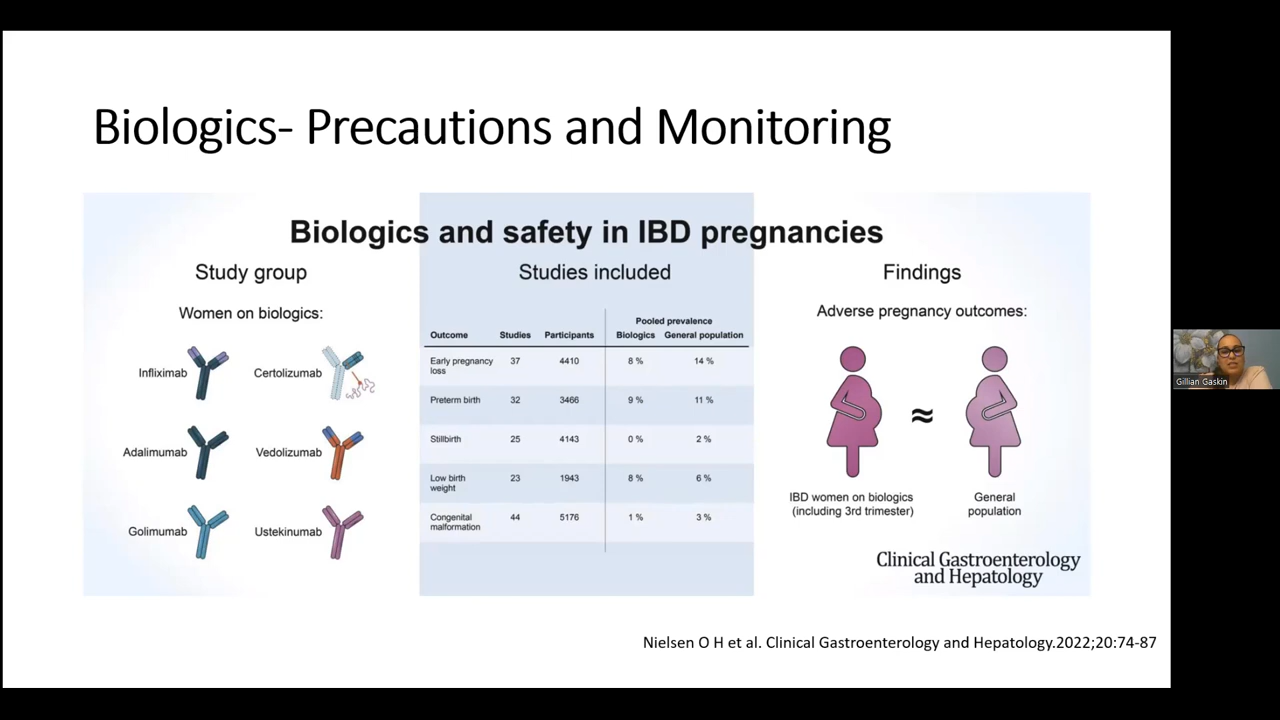 Biologics- Precautions and Monitoring
Biologics and safety in IBD pregnancies
Study group
Women on biologics:
Infliximab
Certolizumab
Adalimumab
Vedolizumab
Golimumab
Ustekinumab
Studies included
Pooled prevalence
Outcome Studies Participants Biologics General population
Early pregnancy 37 4410 8 % 14 %
loss
Preterm birth 32 3466 9 % 11 %
Stillbirth 25 4143 0 % 2 %
Low birth 23 1943 8 % 6 %
weight
Congenital 44 5176 1 % 3 %
malformation
Findings
Adverse pregnancy outcomes:
≈
IBD women on biologics
(including 3rd trimester)
General
population
Clinical Gastroenterology
and Hepatology
Nielsen O H et al. Clinical Gastroenterology and Hepatology.2022;20:74-87
Gillian Gaskin